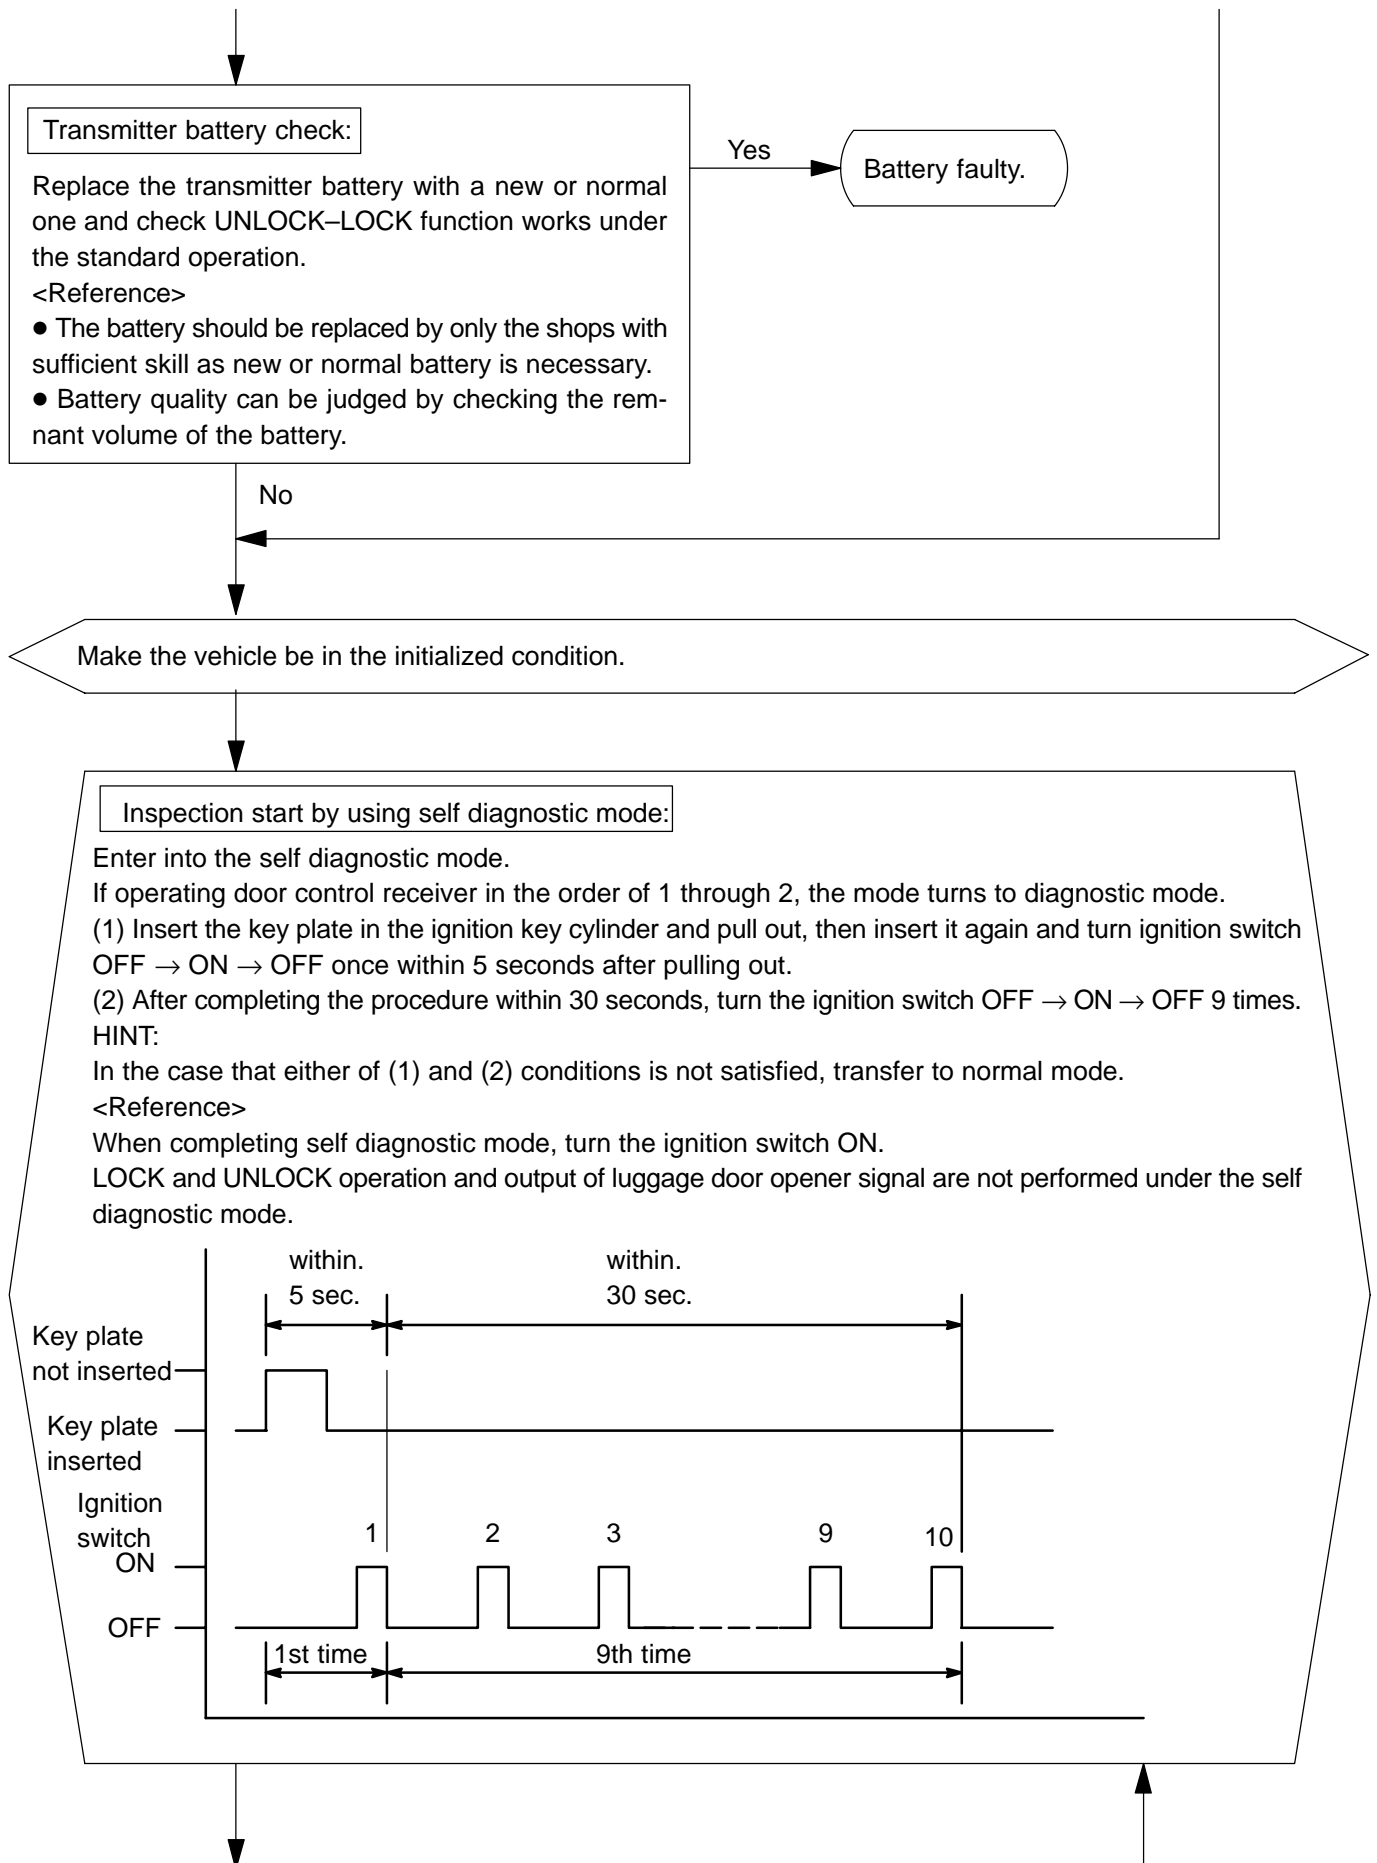 Transmitter battery check:
Yes
Battery faulty.
Replace the transmitter battery with a new or normal
one and check UNLOCK–LOCK function works under
the standard operation.
<Reference>
● The battery should be replaced by only the shops with
sufficient skill as new or normal battery is necessary.
● Battery quality can be judged by checking the rem-
nant volume of the battery.
No
Make the vehicle be in the initialized condition.
Inspection start by using self diagnostic mode:
Enter into the self diagnostic mode.
If operating door control receiver in the order of 1 through 2, the mode turns to diagnostic mode.
(1) Insert the key plate in the ignition key cylinder and pull out, then insert it again and turn ignition switch
OFF → ON → OFF once within 5 seconds after pulling out.
(2) After completing the procedure within 30 seconds, turn the ignition switch OFF → ON → OFF 9 times.
HINT:
In the case that either of (1) and (2) conditions is not satisfied, transfer to normal mode.
<Reference>
When completing self diagnostic mode, turn the ignition switch ON.
LOCK and UNLOCK operation and output of luggage door opener signal are not performed under the self
diagnostic mode.
within.
5 sec.
within.
30 sec.
Key plate
not inserted
Key plate
inserted
Ignition
switch
ON
OFF
1 2 3 9 10
1st time
9th time